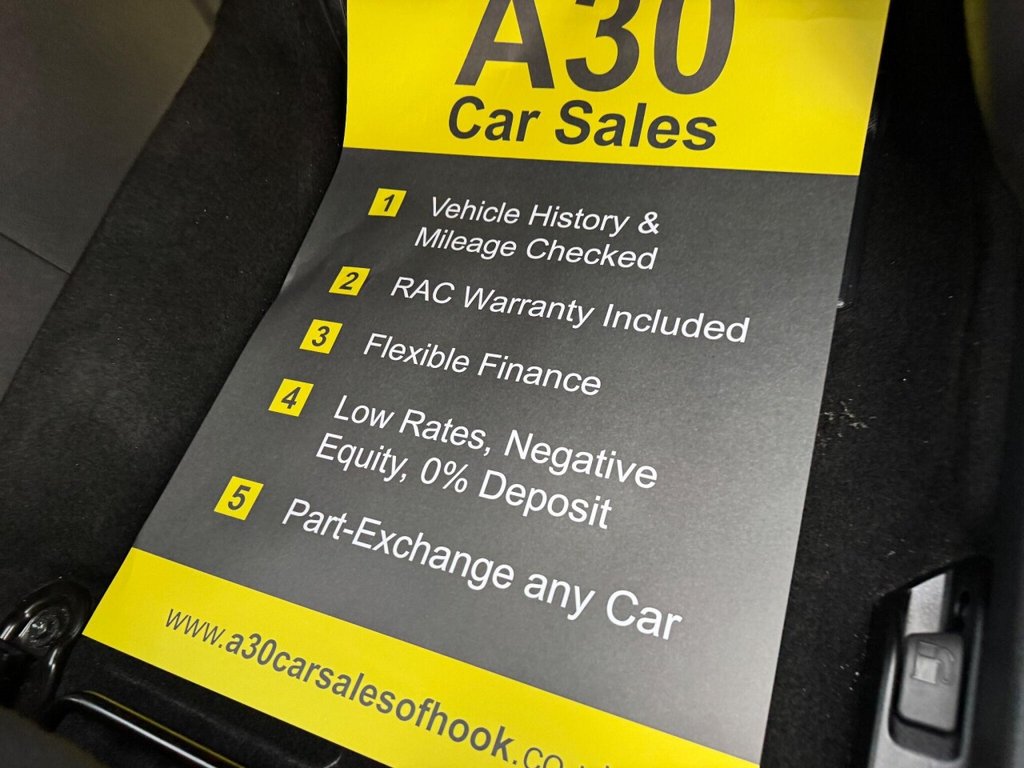 A30
Car Sales
1 Vehicle History &
Mileage Checked
2 RAC Warranty Included
3 Flexible Finance
4 Low Rates, Negative
Equity, 0% Deposit
5 Part-Exchange any Car
www.a30carsalesofhook.co